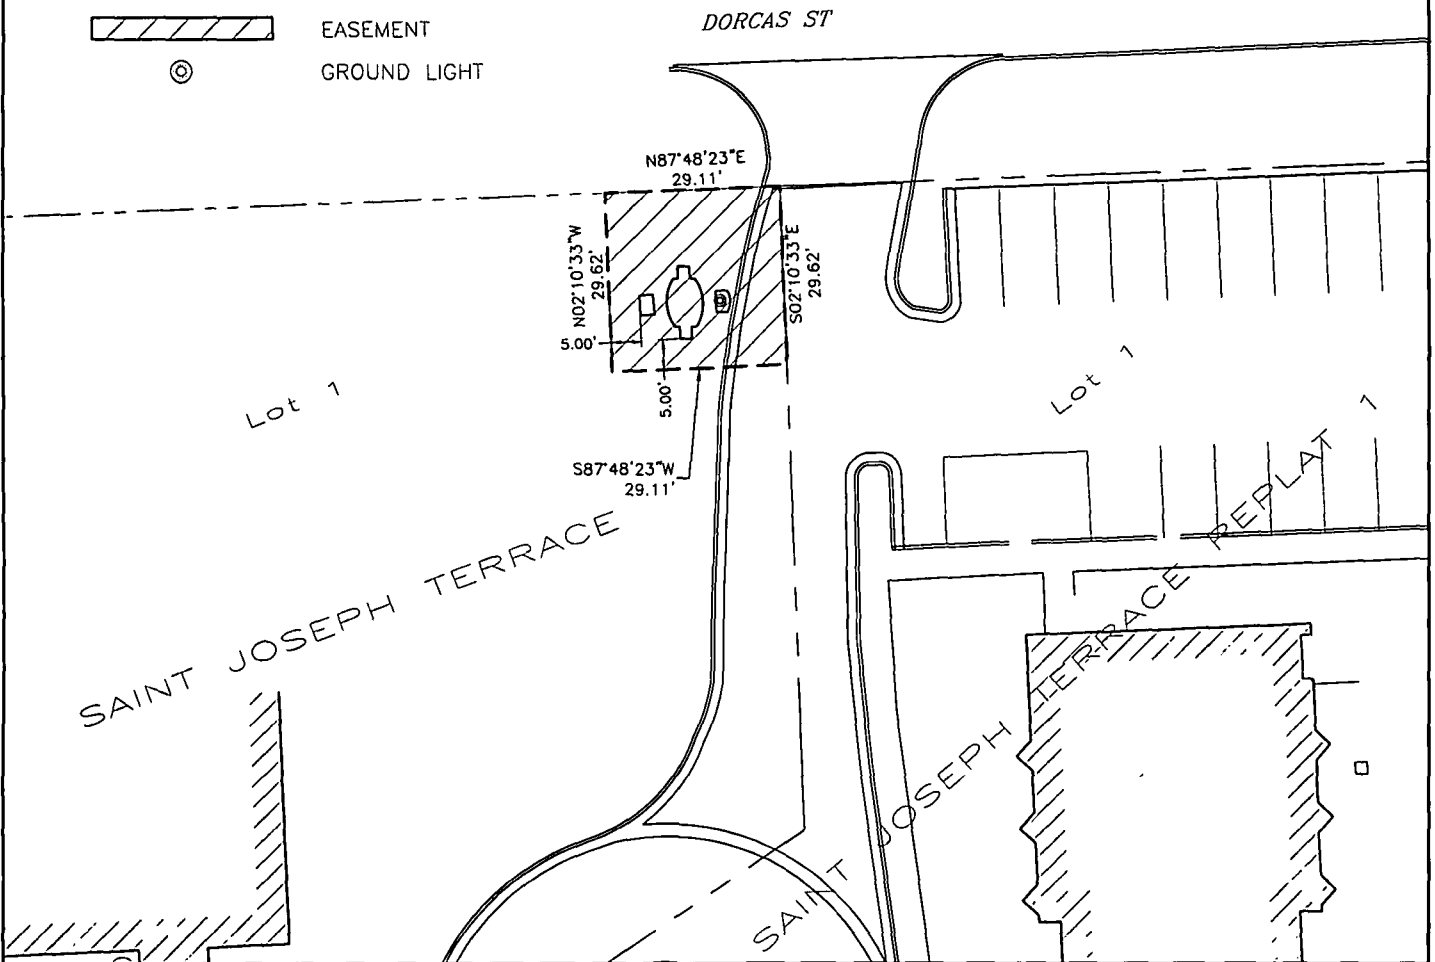 EASEMENT
GROUND LIGHT
DORCAS ST
N87°48'23"E
29.11'
N02°10'33"W
29.62'
S02°10'33"E
29.62'
5.00'
5.00'
S87°48'23"W
29.11'
Lot 1
Lot 1
SAINT JOSEPH TERRACE
SAINT JOSEPH TERRACE REPLAT 1